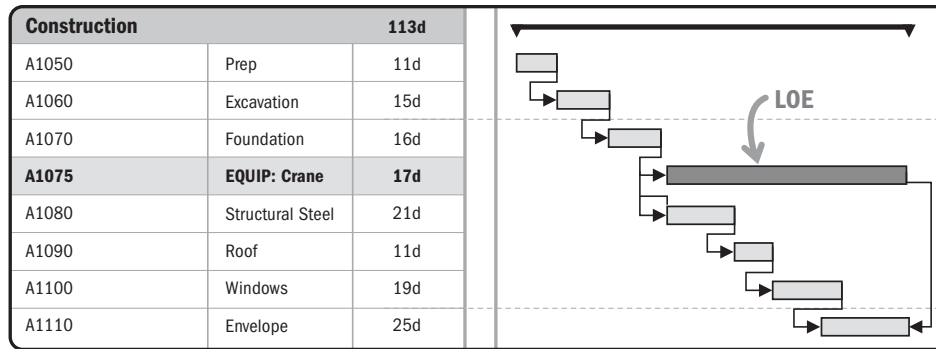 Construction 113d
A1050 Prep 11d
A1060 Excavation 15d
LOE
A1070 Foundation 16d
A1075 EQUIP: Crane 17d
A1080 Structural Steel 21d
A1090 Roof 11d
A1100 Windows 19d
A1110 Envelope 25d